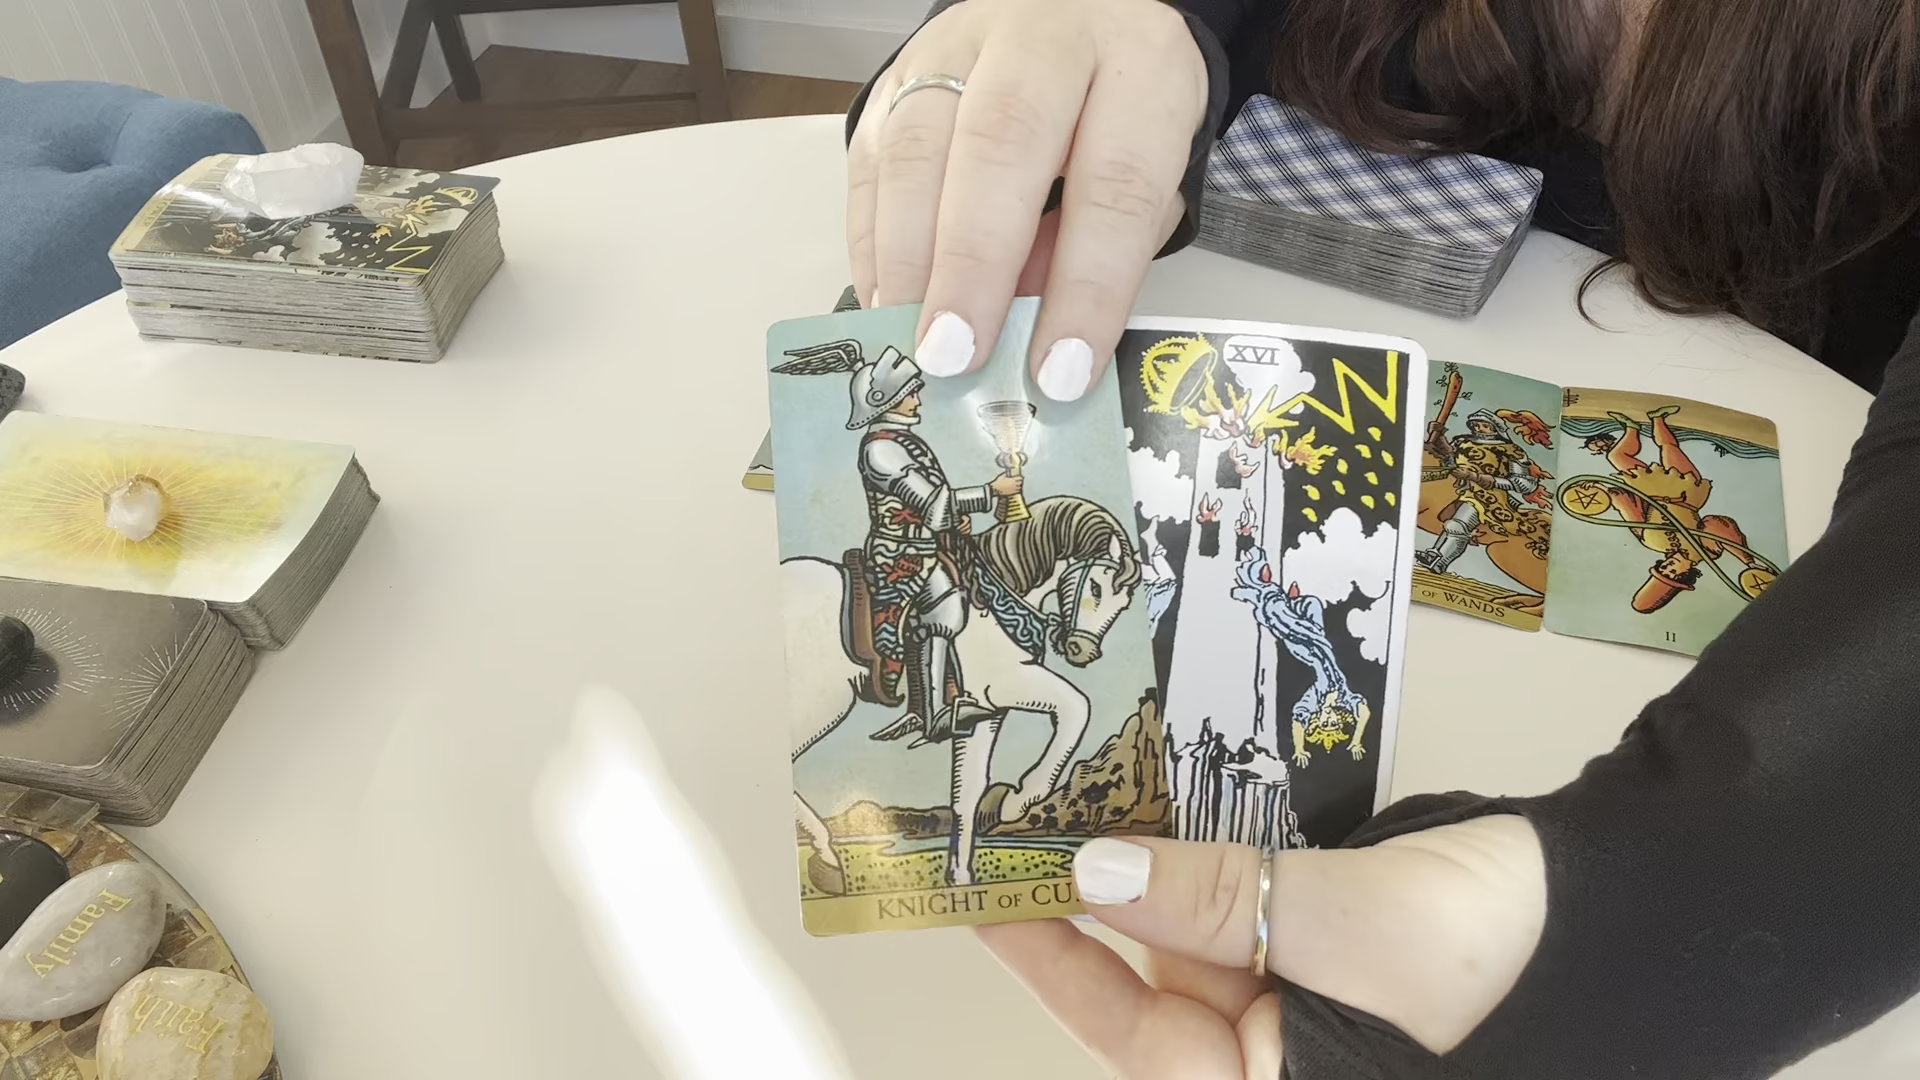 XVI
KNIGHT OF CU
OF WANDS
II
Family
Faith